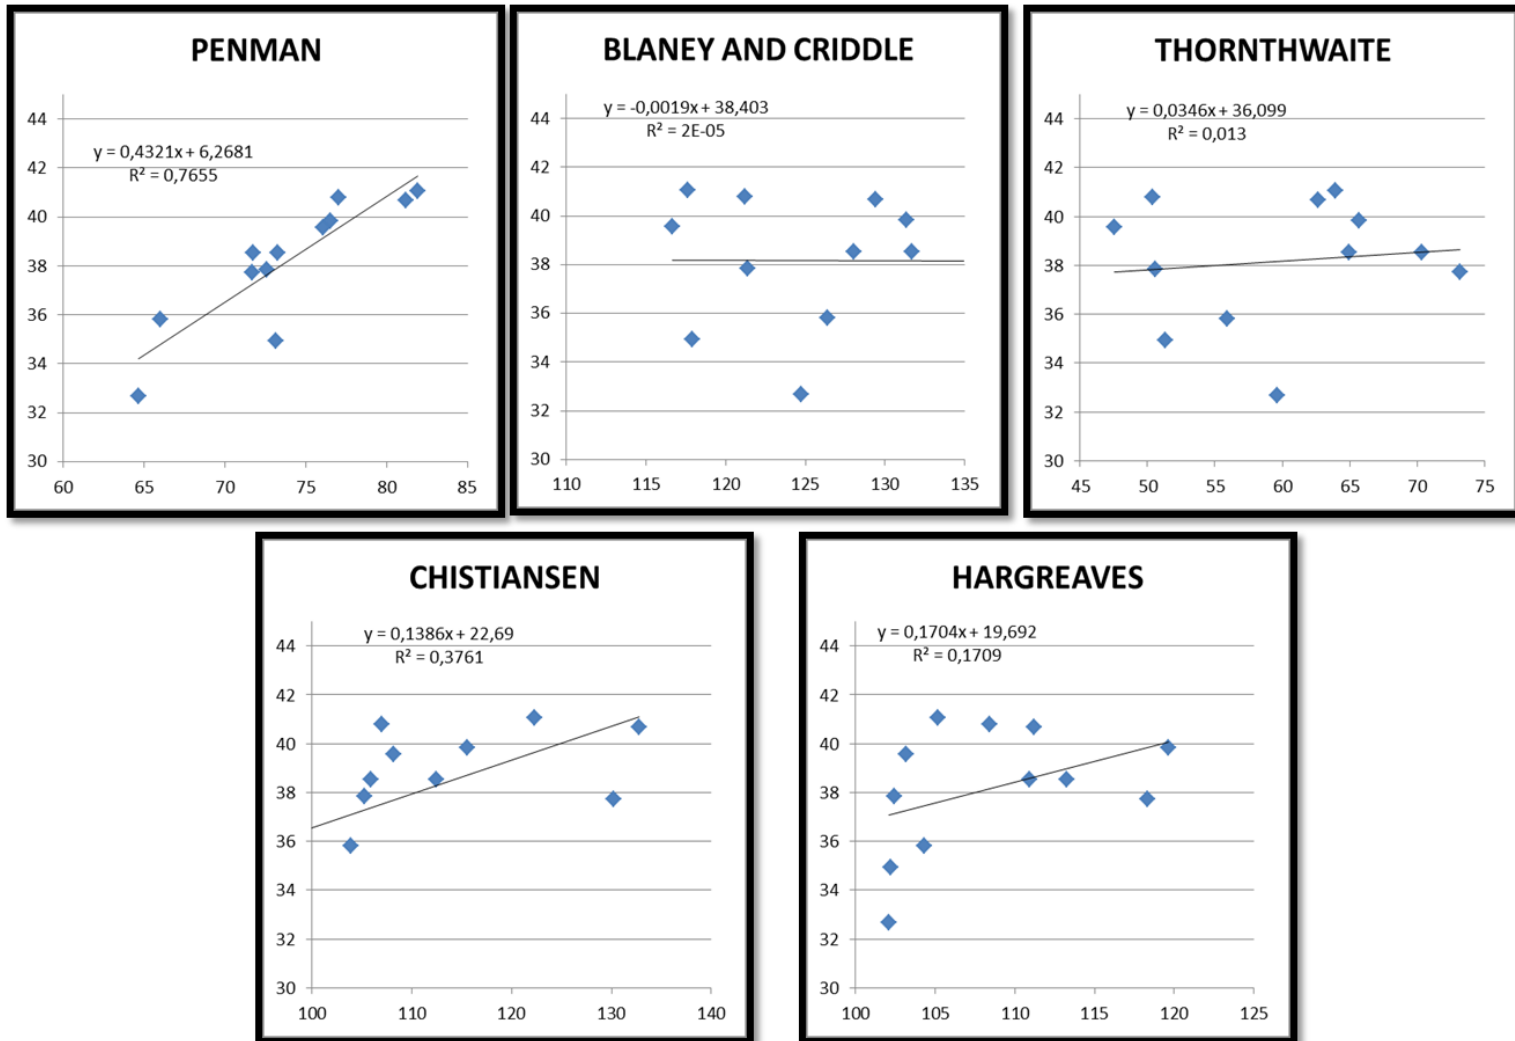 PENMAN
y = 0,4321x + 6,2681
R² = 0,7655
44
42
40
38
36
34
32
30
60 65 70 75 80 85
BLANEY AND CRIDDLE
y = -0,0019x + 38,403
R² = 2E-05
44
42
40
38
36
34
32
30
110 115 120 125 130 135
THORNTHWAITE
y = 0,0346x + 36,099
R² = 0,013
44
42
40
38
36
34
32
30
45 50 55 60 65 70 75
CHISTIANSEN
y = 0,1386x + 22,69
R² = 0,3761
44
42
40
38
36
34
32
30
100 110 120 130 140
HARGREAVES
y = 0,1704x + 19,692
R² = 0,1709
44
42
40
38
36
34
32
30
100 105 110 115 120 125